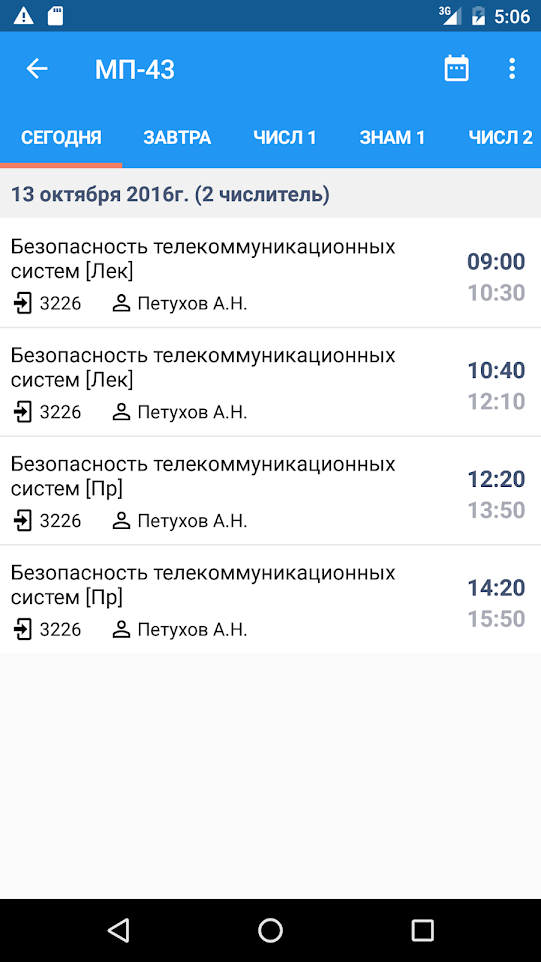 3G 5:06
МП-43
СЕГОДНЯ ЗАВТРА ЧИСЛ 1 ЗНАМ 1 ЧИСЛ 2
13 октября 2016г. (2 числитель)
Безопасность телекоммуникационных
систем [Лек]
09:00
10:30
3226 Петухов А.Н.
Безопасность телекоммуникационных
систем [Лек]
10:40
12:10
3226 Петухов А.Н.
Безопасность телекоммуникационных
систем [Пр]
12:20
13:50
3226 Петухов А.Н.
Безопасность телекоммуникационных
систем [Пр]
14:20
15:50
3226 Петухов А.Н.